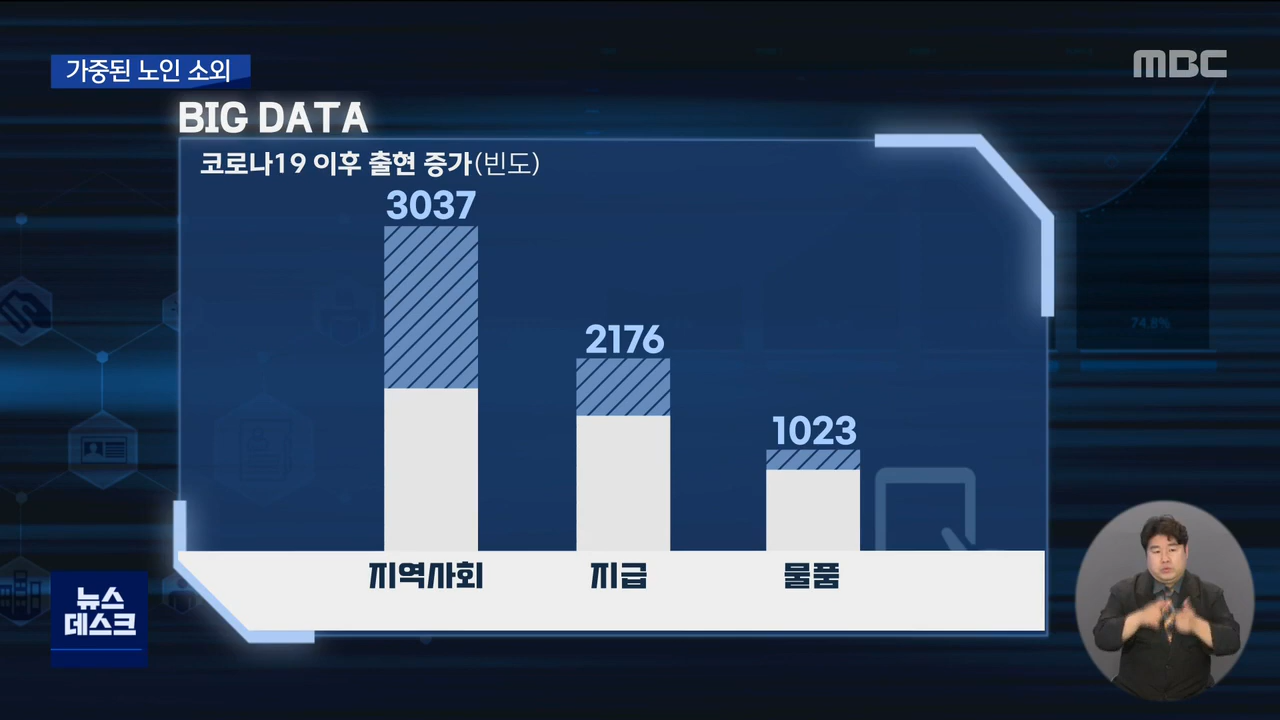 가중된 노인 소외
MBC
BIG DATA
코로나19 이후 출현 증가(빈도)
3037
2176
1023
74.8%
지역사회
지급
물품
뉴스
데스크